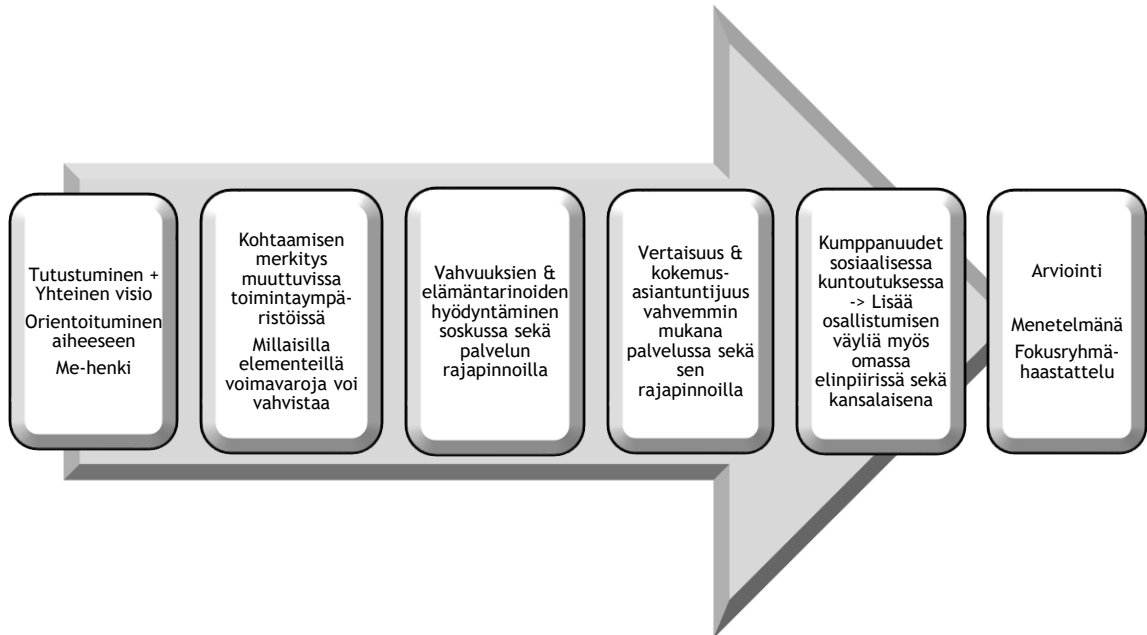 Tutustuminen +
Yhteinen visio
Orientoituminen
aiheeseen
Me-henki
Kohtaamisen
merkitys
muuttuvissa
toimintaympä-
ristöissä
Millaisilla
elementeillä
voimavaroja voi
vahvistaa
Vahvuuksien &
elämäntarinoiden
hyödyntäminen
soskussa sekä
palvelun
rajapinnoilla
Vertaisuus &
kokemus-
asiantuntijuus
vahvemmin
mukana
palvelussa sekä
sen
rajapinnoilla
Kumppanuudet
sosiaalisessa
kuntoutuksessa
-> Lisää
osallistumisen
väyliä myös
omassa
elinpiirissä sekä
kansalaisena
Arviointi
Menetelmänä
Fokusryhmä-
haastattelu